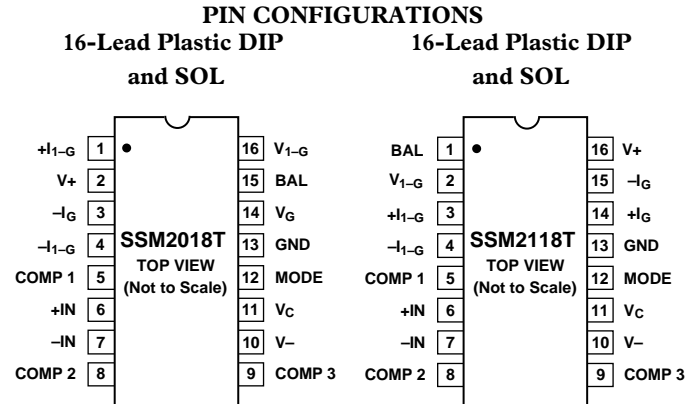 PIN CONFIGURATIONS
16-Lead Plastic DIP
and SOL
+I1–G 1
V+ 2
–IG 3
–I1–G 4
COMP 1 5
+IN 6
–IN 7
COMP 2 8
SSM2018T
TOP VIEW
(Not to Scale)
16 V1–G
15 BAL
14 VG
13 GND
12 MODE
11 VC
10 V–
9 COMP 3
16-Lead Plastic DIP
and SOL
BAL 1
V1–G 2
+I1–G 3
–I1–G 4
COMP 1 5
+IN 6
–IN 7
COMP 2 8
SSM2118T
TOP VIEW
(Not to Scale)
16 V+
15 –IG
14 +IG
13 GND
12 MODE
11 VC
10 V–
9 COMP 3